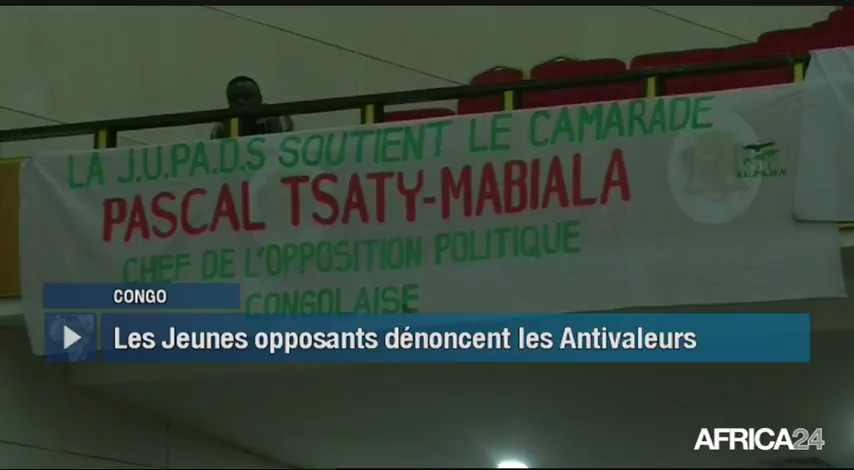 LA J.U.PA.D.S SOUTIENT LE CAMARADE
PASCAL TSATY-MABIALA
CHEF DE L'OPPOSITION POLITIQUE
CONGOLAISE
J.U.PA.D.S
CONGO
Les Jeunes opposants dénoncent les Antivaleurs
AFRICA24